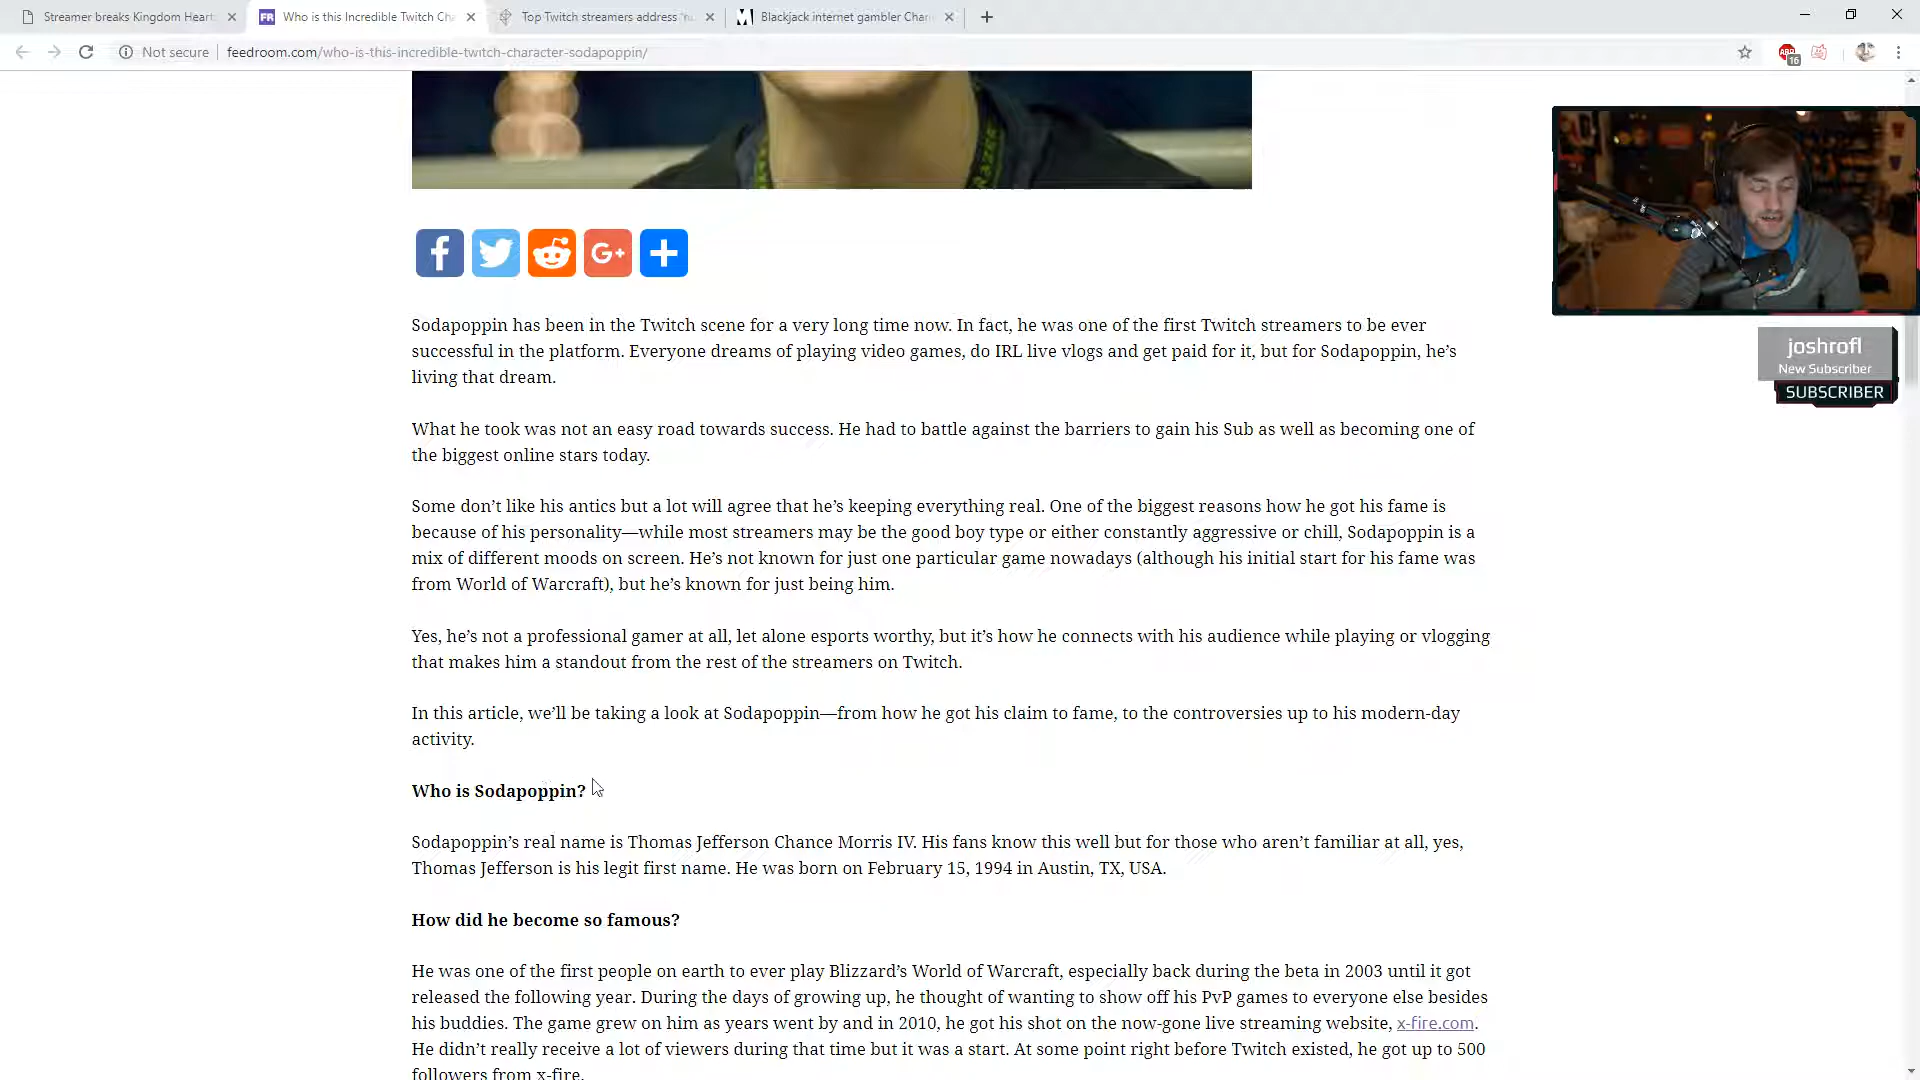 Streamer breaks Kingdom Heart
Who is this Incredible Twitch Cha
Top Twitch streamers address
Blackjack internet gambler Chan
Not secure
feedroom.com/who-is-this-incredible-twitch-character-sodapoppin/
ABP
16
RAZER
G+
joshrofl
New Subscriber
SUBSCRIBER
Sodapoppin has been in the Twitch scene for a very long time now. In fact, he was one of the first Twitch streamers to be ever
successful in the platform. Everyone dreams of playing video games, do IRL live vlogs and get paid for it, but for Sodapoppin, he’s
living that dream.
What he took was not an easy road towards success. He had to battle against the barriers to gain his Sub as well as becoming one of
the biggest online stars today.
Some don’t like his antics but a lot will agree that he’s keeping everything real. One of the biggest reasons how he got his fame is
because of his personality—while most streamers may be the good boy type or either constantly aggressive or chill, Sodapoppin is a
mix of different moods on screen. He’s not known for just one particular game nowadays (although his initial start for his fame was
from World of Warcraft), but he’s known for just being him.
Yes, he’s not a professional gamer at all, let alone esports worthy, but it’s how he connects with his audience while playing or vlogging
that makes him a standout from the rest of the streamers on Twitch.
In this article, we’ll be taking a look at Sodapoppin—from how he got his claim to fame, to the controversies up to his modern-day
activity.
Who is Sodapoppin?
Sodapoppin’s real name is Thomas Jefferson Chance Morris IV. His fans know this well but for those who aren’t familiar at all, yes,
Thomas Jefferson is his legit first name. He was born on February 15, 1994 in Austin, TX, USA.
How did he become so famous?
He was one of the first people on earth to ever play Blizzard’s World of Warcraft, especially back during the beta in 2003 until it got
released the following year. During the days of growing up, he thought of wanting to show off his PvP games to everyone else besides
his buddies. The game grew on him as years went by and in 2010, he got his shot on the now-gone live streaming website, x-fire.com.
He didn’t really receive a lot of viewers during that time but it was a start. At some point right before Twitch existed, he got up to 500
followers from x-fire.